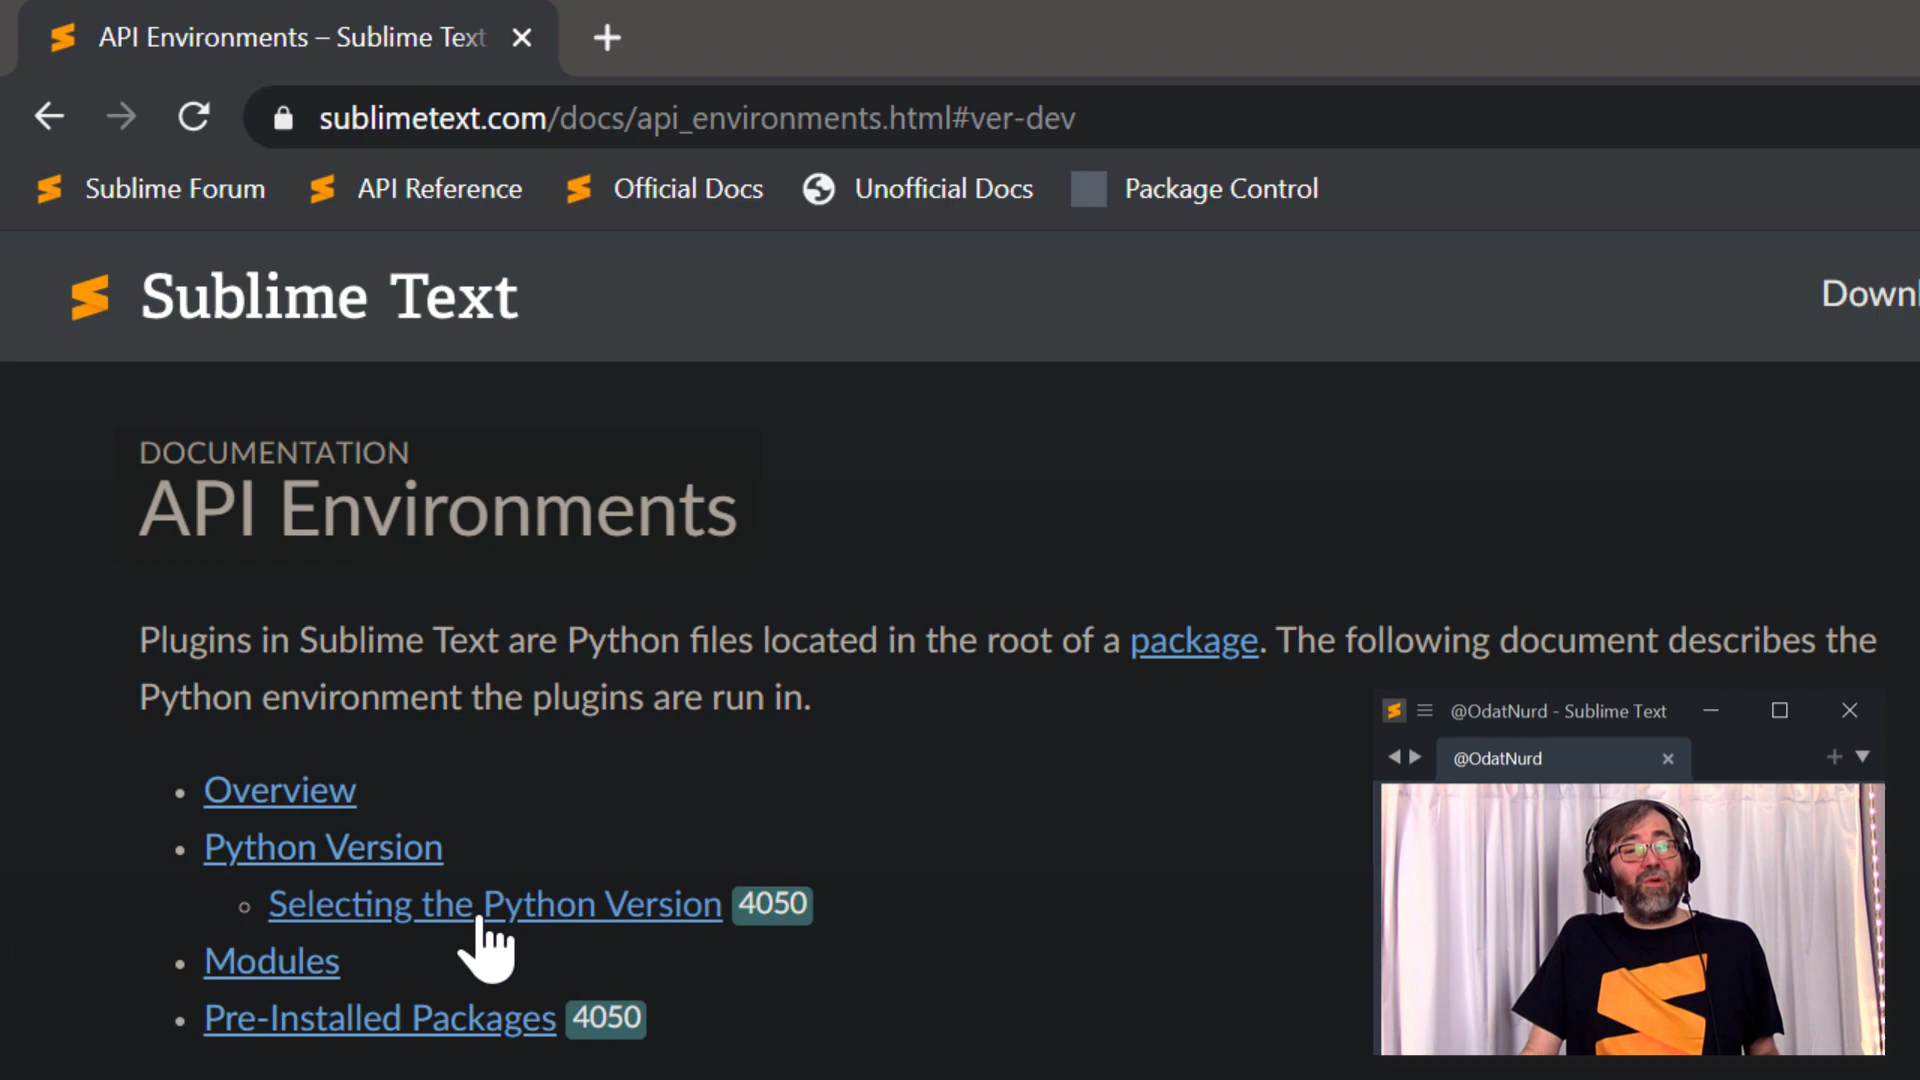 API Environments – Sublime Text
sublimetext.com/docs/api_environments.html#ver-dev
Sublime Forum
API Reference
Official Docs
Unofficial Docs
Package Control
Sublime Text
Downl
DOCUMENTATION
API Environments
Plugins in Sublime Text are Python files located in the root of a package. The following document describes the
Python environment the plugins are run in.
Overview
Python Version
Selecting the Python Version 4050
Modules
Pre-Installed Packages 4050
@OdatNurd - Sublime Text
@OdatNurd